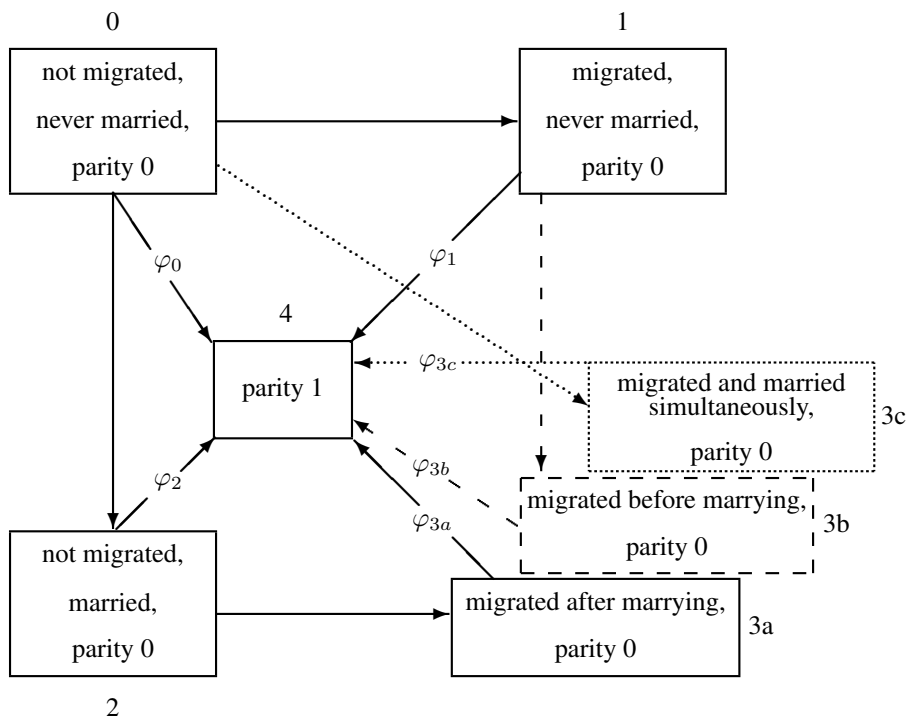 0
1
not migrated,
never married,
parity 0
migrated,
never married,
parity 0
φ0
φ1
4
parity 1
φ3c
migrated and married
simultaneously,
parity 0
3c
φ2
φ3b
φ3a
migrated before marrying,
parity 0
3b
not migrated,
married,
parity 0
migrated after marrying,
parity 0
3a
2